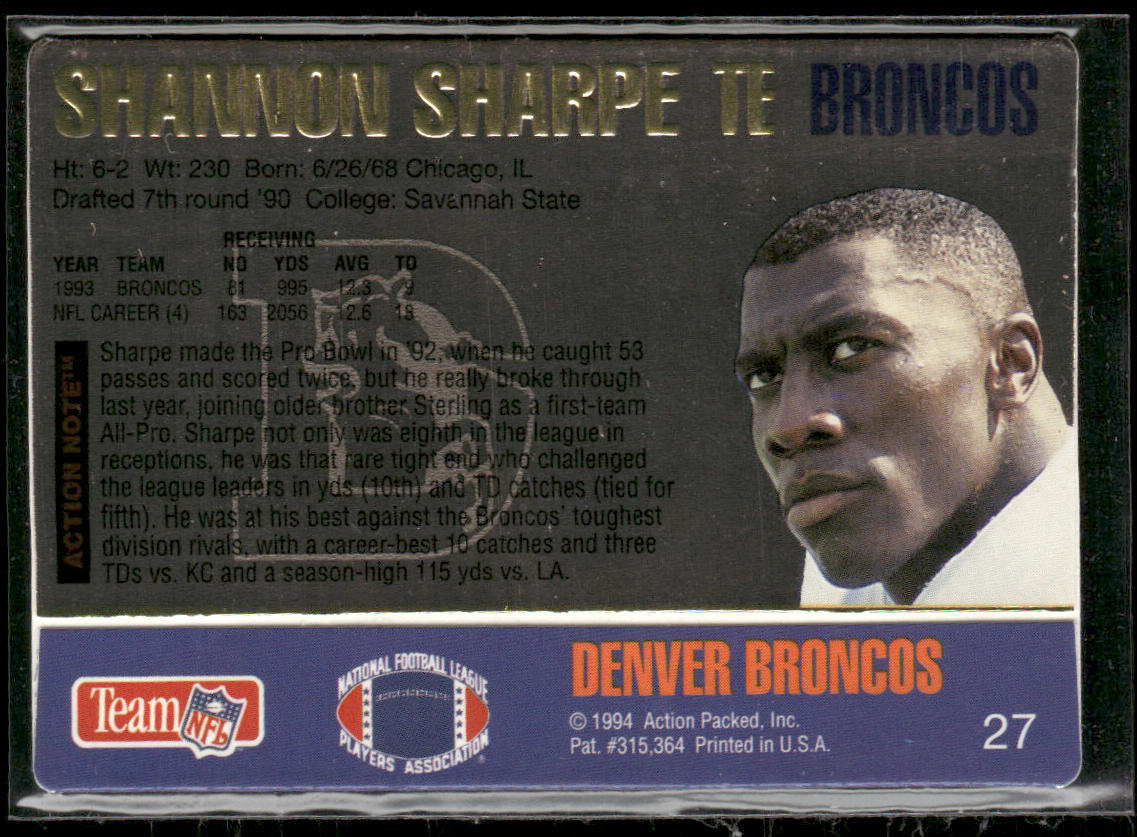 SHANNON SHARPE TE BRONCOS
Ht: 6-2 Wt: 230 Born: 6/26/68 Chicago, IL
Drafted 7th round '90 College: Savannah State
RECEIVING
YEAR TEAM NO YDS AVG TD
1993 BRONCOS 81 995 12.3 9
NFL CAREER (4) 163 2056 12.6 18
ACTION NOTE™
Sharpe made the Pro Bowl in '92, when he caught 53
passes and scored twice, but he really broke through
last year, joining older brother Sterling as a first-team
All-Pro. Sharpe not only was eighth in the league in
receptions, he was that rare tight end who challenged
the league leaders in yds (10th) and TD catches (tied for
fifth). He was at his best against the Broncos' toughest
division rivals, with a career-best 10 catches and three
TDs vs. KC and a season-high 115 yds vs. LA.
Team NFL
NATIONAL FOOTBALL LEAGUE
PLAYERS ASSOCIATION
DENVER BRONCOS
© 1994 Action Packed, Inc.
Pat. #315,364 Printed in U.S.A.
27